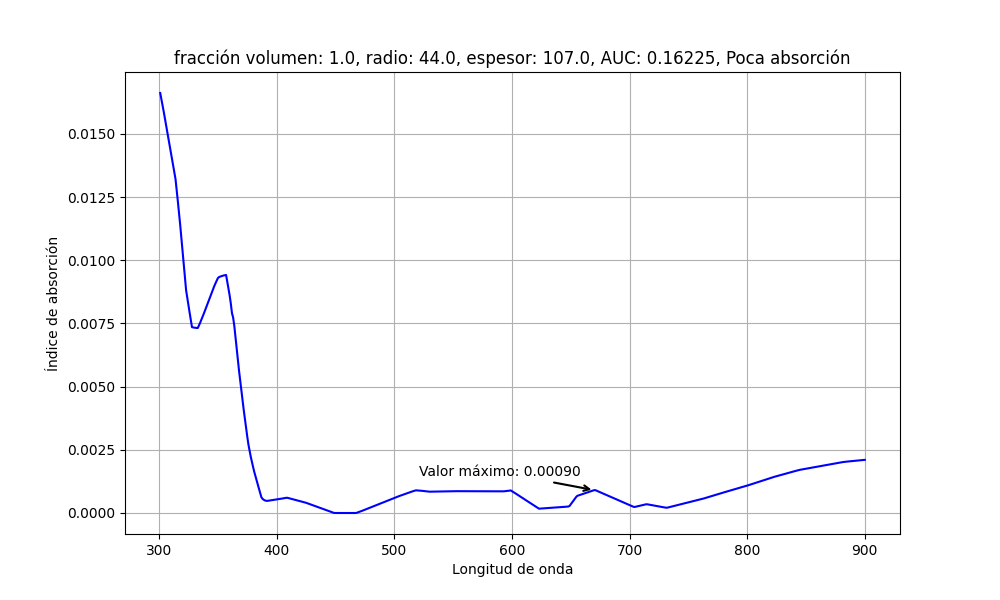 fracción volumen: 1.0, radio: 44.0, espesor: 107.0, AUC: 0.16225, Poca absorción
0.0150
0.0125
0.0100
0.0075
0.0050
0.0025
0.0000
Índice de absorción
Valor máximo: 0.00090
300 400 500 600 700 800 900
Longitud de onda